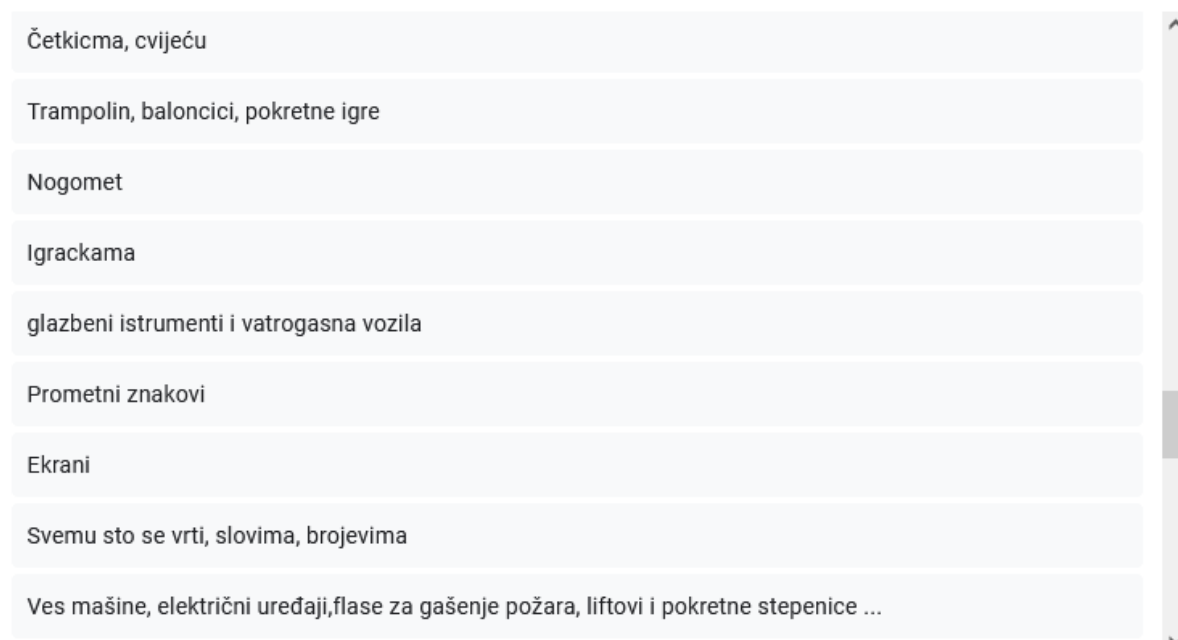 Četkicma, cvijeću
Trampolin, baloncici, pokretne igre
Nogomet
Igrackama
glazbeni istrumenti i vatrogasna vozila
Prometni znakovi
Ekrani
Svemu sto se vrti, slovima, brojevima
Ves mašine, električni uređaji,flase za gašenje požara, liftovi i pokretne stepenice ...